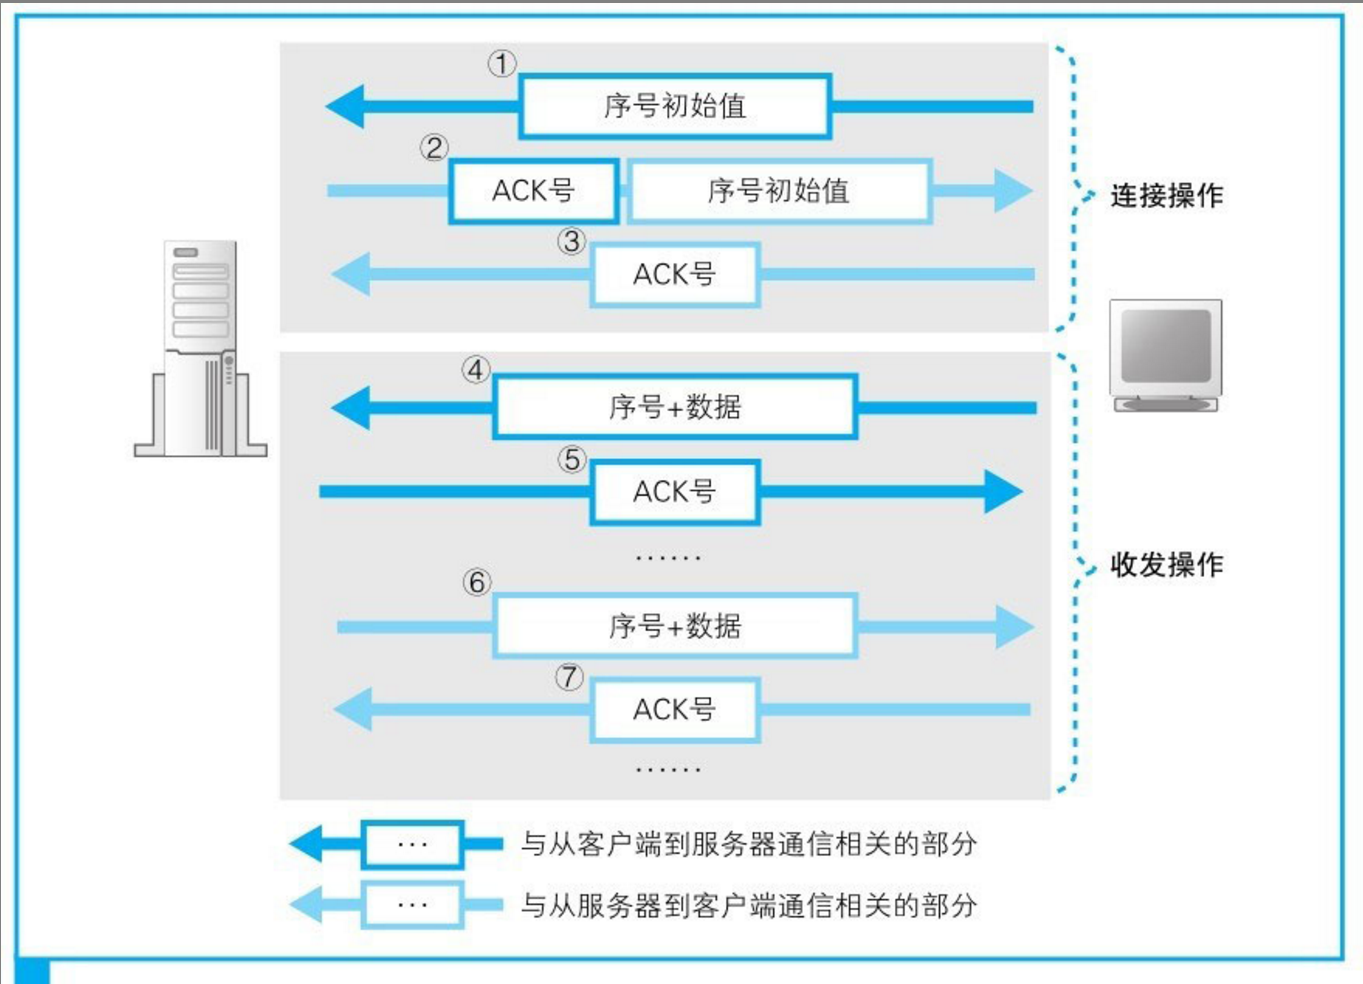 ①
序号初始值
②
ACK号
序号初始值
③
ACK号
连接操作
④
序号+数据
⑤
ACK号
······
⑥
序号+数据
⑦
ACK号
······
收发操作
··· 与从客户端到服务器通信相关的部分
··· 与从服务器到客户端通信相关的部分